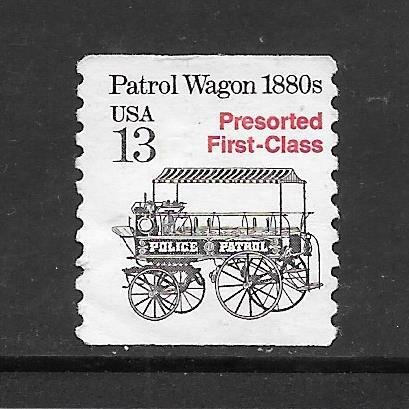 Patrol Wagon 1880s
USA
13
Presorted
First-Class
POLICE PATROL